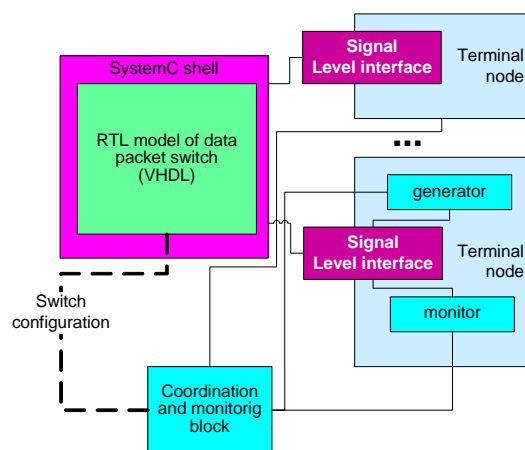 SystemC shell
RTL model of data
packet switch
(VHDL)
Signal
Level interface
Terminal
node
...
generator
Signal
Level interface
Terminal
node
monitor
Switch
configuration
Coordination
and monitorig
block